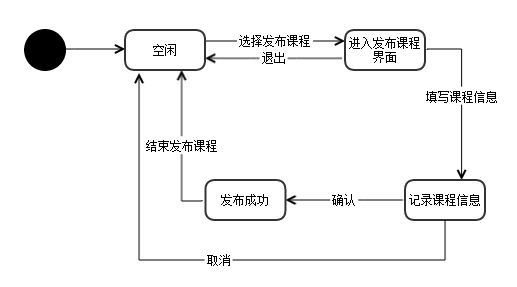 选择发布课程
空闲
进入发布课程
界面
退出
填写课程信息
结束发布课程
发布成功
确认
记录课程信息
取消